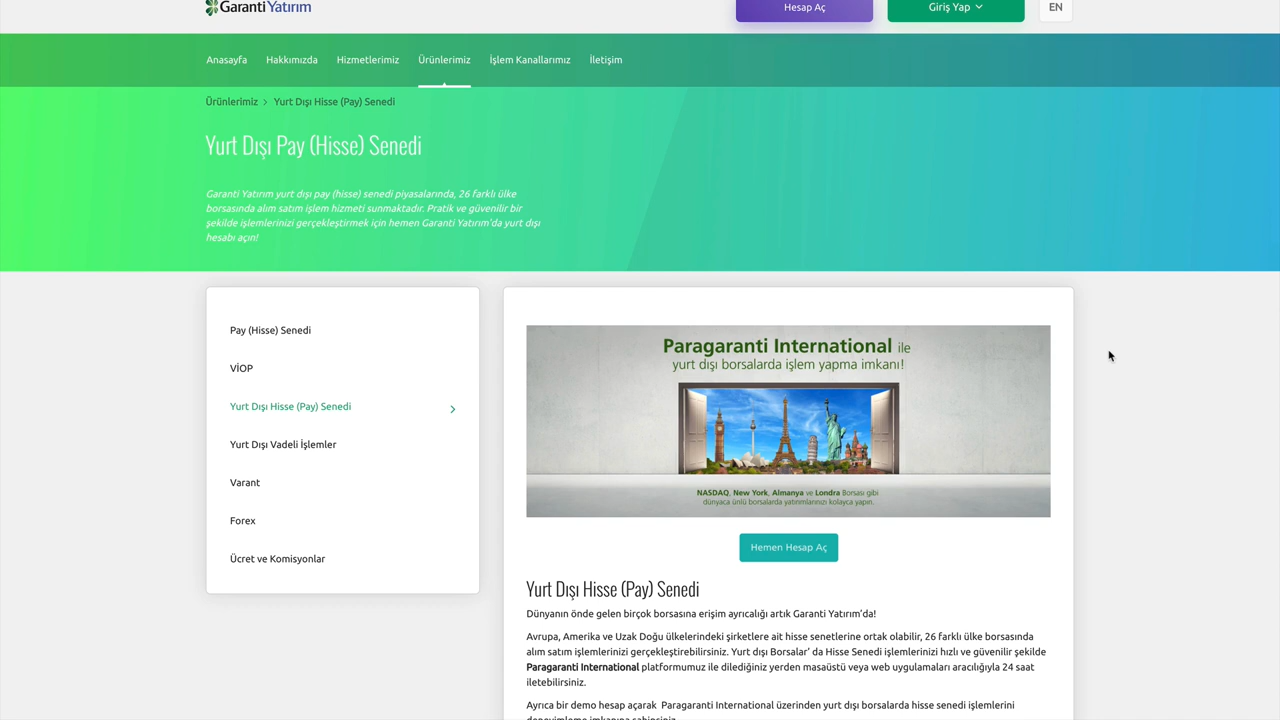 Garanti Yatırım
Hesap Aç
Giriş Yap
EN
Anasayfa
Hakkımızda
Hizmetlerimiz
Ürünlerimiz
İşlem Kanallarımız
İletişim
Ürünlerimiz > Yurt Dışı Hisse (Pay) Senedi
Yurt Dışı Pay (Hisse) Senedi
Garanti Yatırım yurt dışı pay (hisse) senedi piyasalarında, 26 farklı ülke
borsasında alım satım işlem hizmeti sunmaktadır. Pratik ve güvenilir bir
şekilde işlemlerinizi gerçekleştirmek için hemen Garanti Yatırım'da yurt dışı
hesabı açın!
Pay (Hisse) Senedi
VİOP
Yurt Dışı Hisse (Pay) Senedi
Yurt Dışı Vadeli İşlemler
Varant
Forex
Ücret ve Komisyonlar
Paragaranti International ile
yurt dışı borsalarda işlem yapma imkanı!
NASDAQ, New York, Almanya ve Londra Borsası gibi
dünyaca ünlü borsalarda yatırımlarınızı kolayca yapın.
Hemen Hesap Aç
Yurt Dışı Hisse (Pay) Senedi
Dünyanın önde gelen birçok borsasına erişim ayrıcalığı artık Garanti Yatırım'da!
Avrupa, Amerika ve Uzak Doğu ülkelerindeki şirketlere ait hisse senetlerine ortak olabilir, 26 farklı ülke borsasında
alım satım işlemlerinizi gerçekleştirebilirsiniz. Yurt dışı Borsalar' da Hisse Senedi işlemlerinizi hızlı ve güvenilir şekilde
Paragaranti International platformumuz ile dilediğiniz yerden masaüstü veya web uygulamaları aracılığıyla 24 saat
iletebilirsiniz.
Ayrıca bir demo hesap açarak Paragaranti International üzerinden yurt dışı borsalarda hisse senedi işlemlerini
deneyimleme imkanına sahipsiniz.